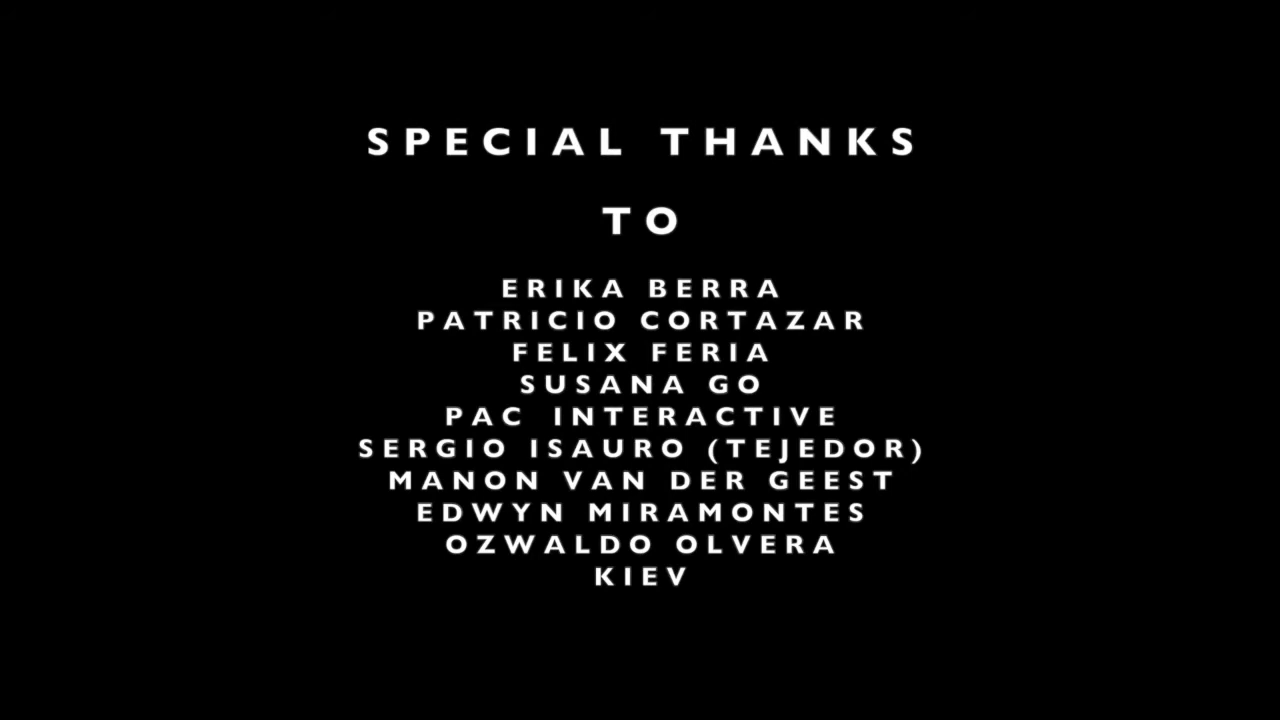 SPECIAL THANKS
TO
ERIKA BERRA
PATRICIO CORTAZAR
FELIX FERIA
SUSANA GO
PAC INTERACTIVE
SERGIO ISAURO (TEJEDOR)
MANON VAN DER GEEST
EDWYN MIRAMONTES
OZWALDO OLVERA
KIEV